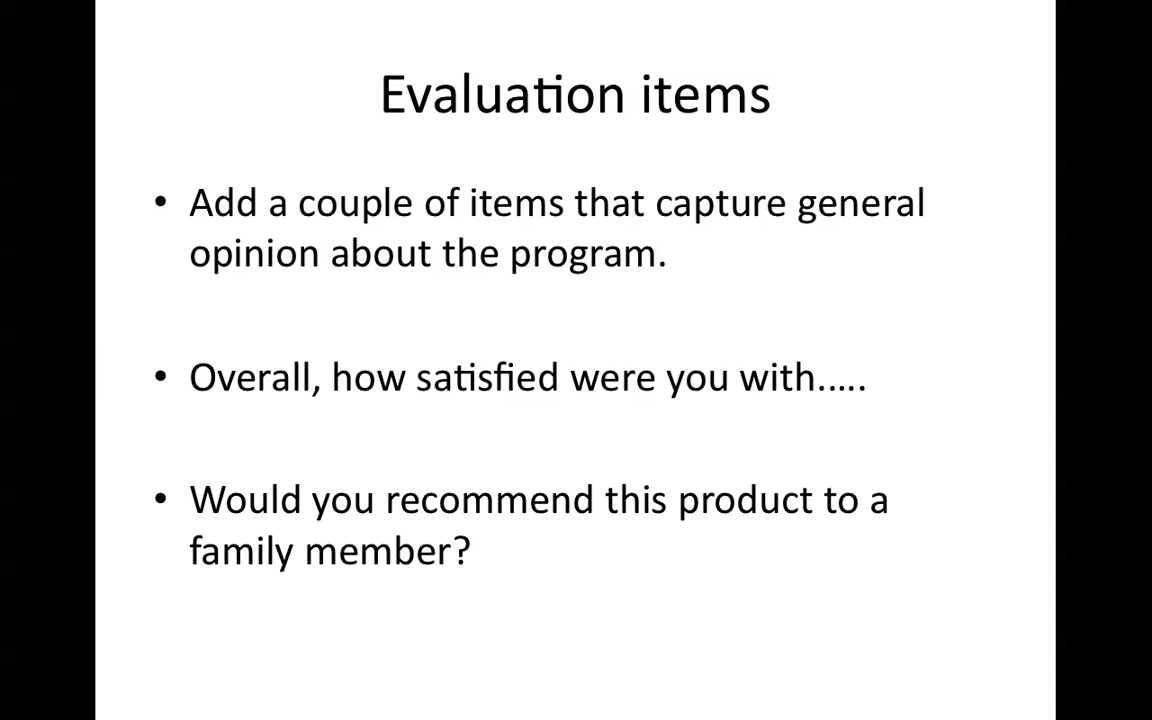 Evaluation items
• Add a couple of items that capture general
opinion about the program.
• Overall, how satisfied were you with.....
• Would you recommend this product to a
family member?